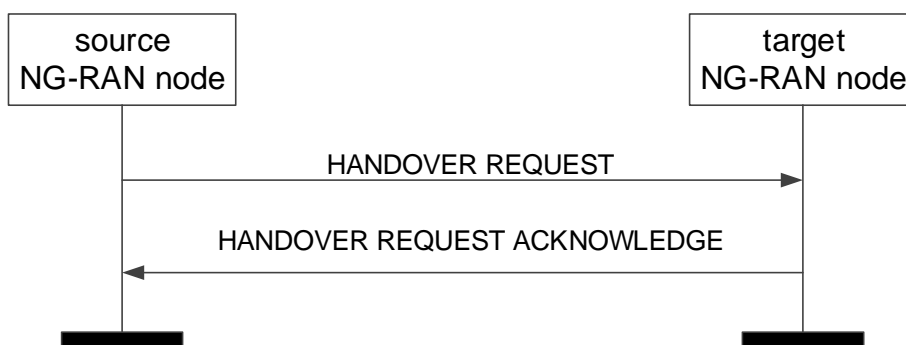 source
NG-RAN node
target
NG-RAN node
HANDOVER REQUEST
HANDOVER REQUEST ACKNOWLEDGE